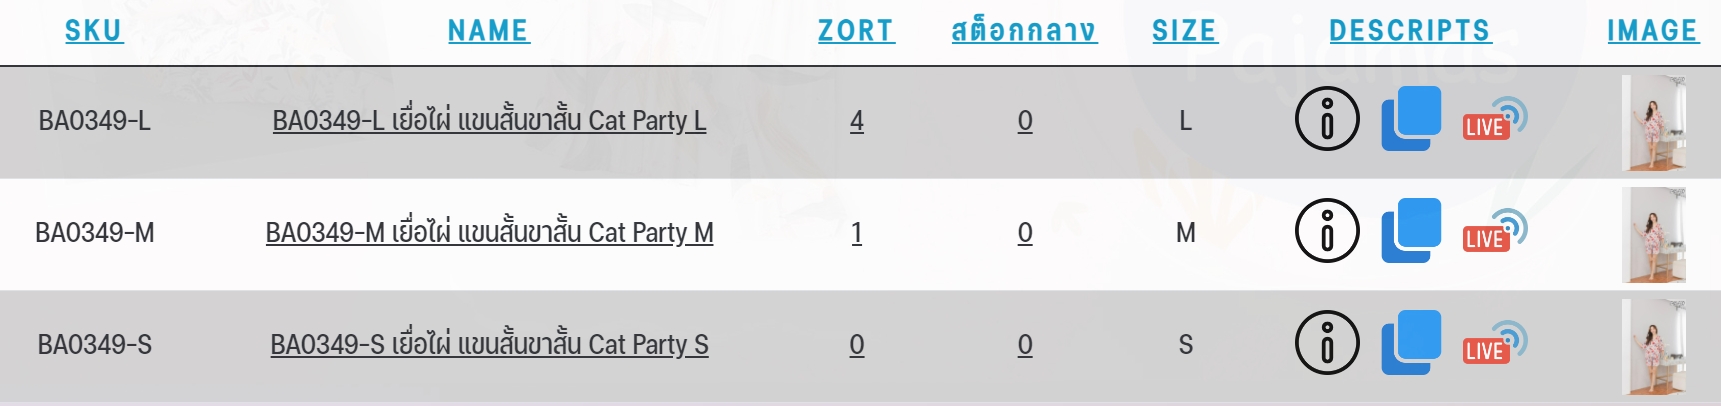 SKU NAME ZORT สต็อกกลาง SIZE DESCRIPTS IMAGE
Pajamas
BA0349-L BA0349-L เยื่อไผ่ แขนสั้นขาสั้น Cat Party L 4 0 L LIVE
BA0349-M BA0349-M เยื่อไผ่ แขนสั้นขาสั้น Cat Party M 1 0 M LIVE
BA0349-S BA0349-S เยื่อไผ่ แขนสั้นขาสั้น Cat Party S 0 0 S LIVE